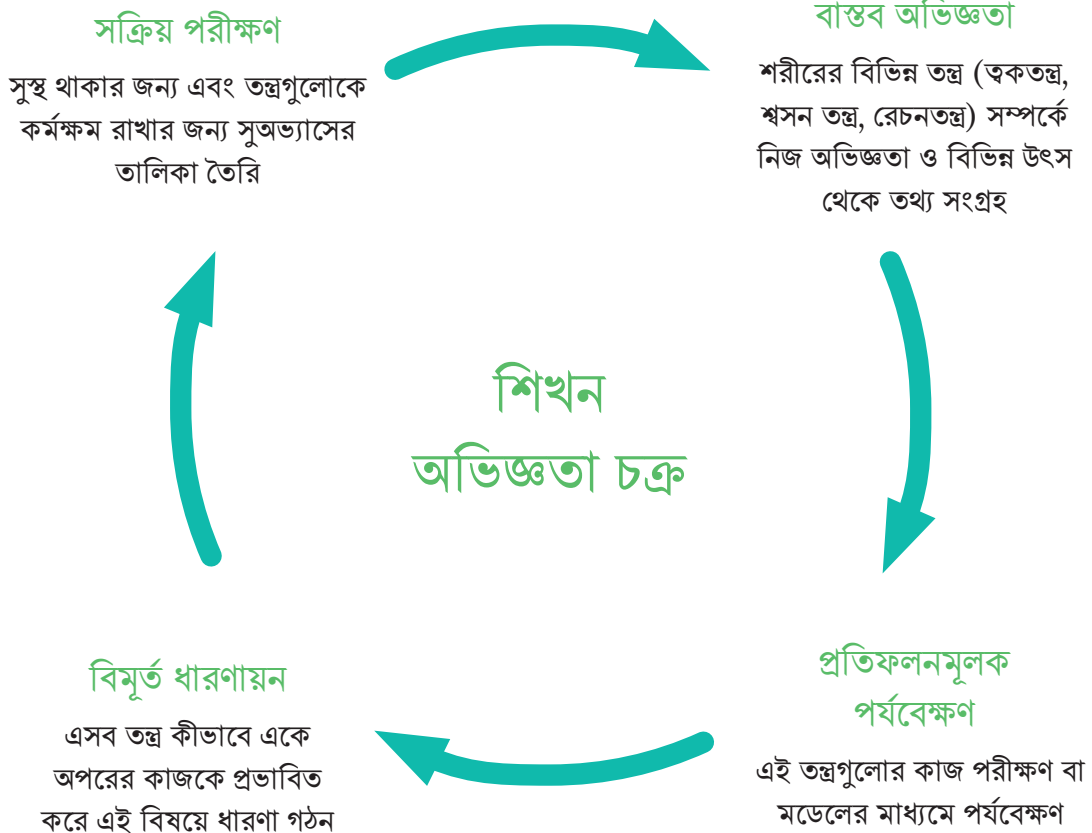 সক্রিয় পরীক্ষণ
সুস্থ থাকার জন্য এবং তন্ত্রগুলোকে
কর্মক্ষম রাখার জন্য সুঅভ্যাসের
তালিকা তৈরি
বাস্তব অভিজ্ঞতা
শরীরের বিভিন্ন তন্ত্র (ত্বকতন্ত্র,
শ্বসন তন্ত্র, রেচনতন্ত্র) সম্পর্কে
নিজ অভিজ্ঞতা ও বিভিন্ন উৎস
থেকে তথ্য সংগ্রহ
শিখন
অভিজ্ঞতা চক্র
বিমূর্ত ধারণায়ন
এসব তন্ত্র কীভাবে একে
অপরের কাজকে প্রভাবিত
করে এই বিষয়ে ধারণা গঠন
প্রতিফলনমূলক
পর্যবেক্ষণ
এই তন্ত্রগুলোর কাজ পরীক্ষণ বা
মডেলের মাধ্যমে পর্যবেক্ষণ